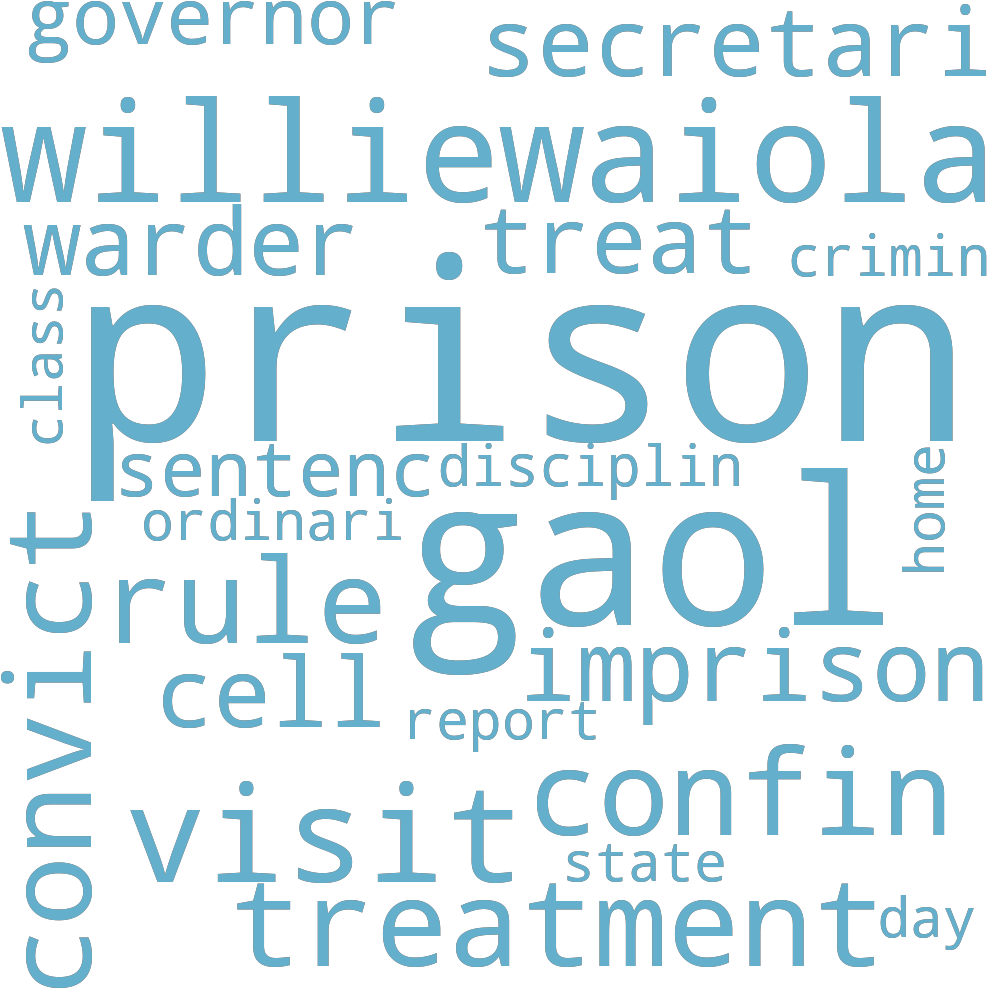 governor
secretari
williewaiola
warder
treat
crimin
class
prison
sentenc
disciplin
ordinari
home
convict
gaol
rule
imprison
cell
report
visit
confin
state
treatment
day